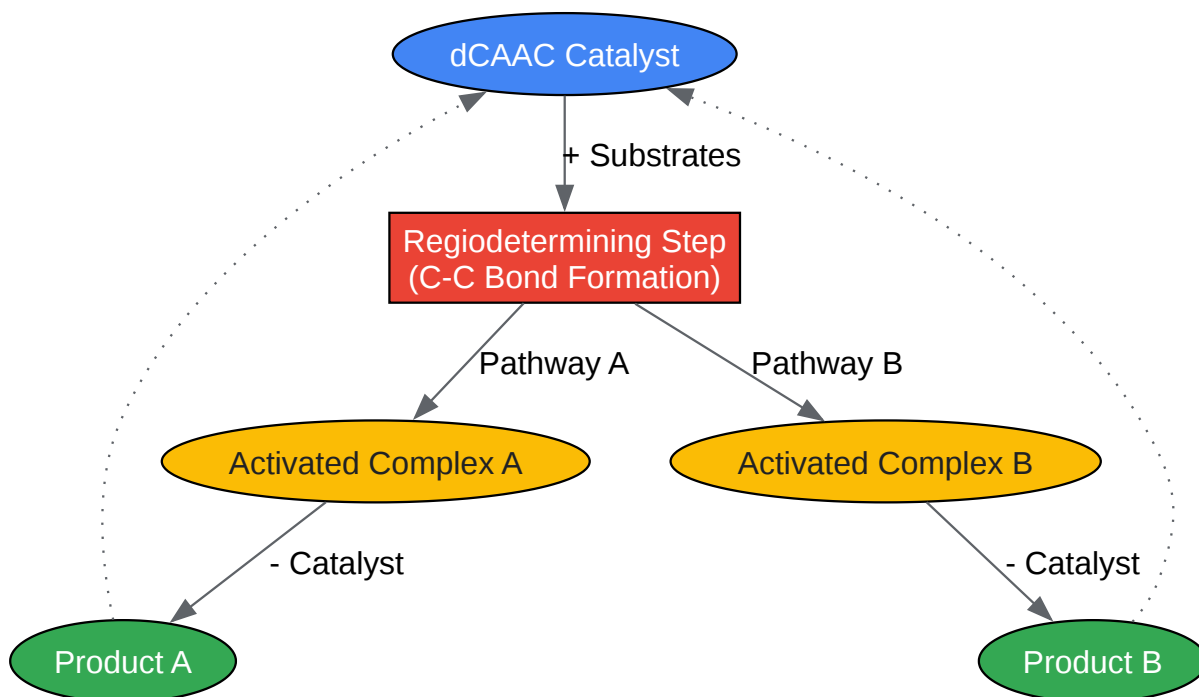 dCAAC Catalyst
+ Substrates
Regiodetermining Step
(C-C Bond Formation)
Pathway A
Pathway B
Activated Complex A
Activated Complex B
- Catalyst
- Catalyst
Product A
Product B